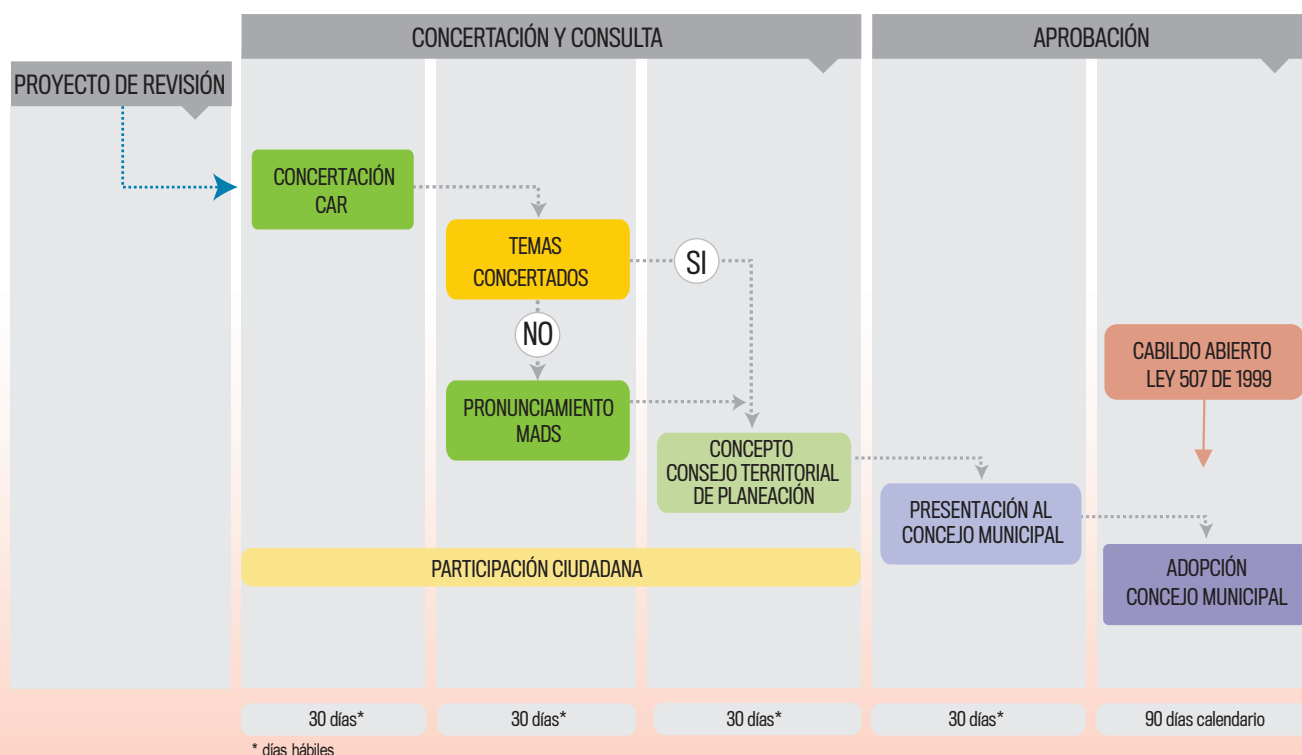 CONCERTACIÓN Y CONSULTA
APROBACIÓN
PROYECTO DE REVISIÓN
CONCERTACIÓN
CAR
TEMAS
CONCERTADOS
SI
NO
PRONUNCIAMIENTO
MADS
CONCEPTO
CONSEJO TERRITORIAL
DE PLANEACIÓN
CABILDO ABIERTO
LEY 507 DE 1999
PRESENTACIÓN AL
CONCEJO MUNICIPAL
ADOPCIÓN
CONCEJO MUNICIPAL
PARTICIPACIÓN CIUDADANA
30 días*
30 días*
30 días*
30 días*
90 días calendario
* días hábiles